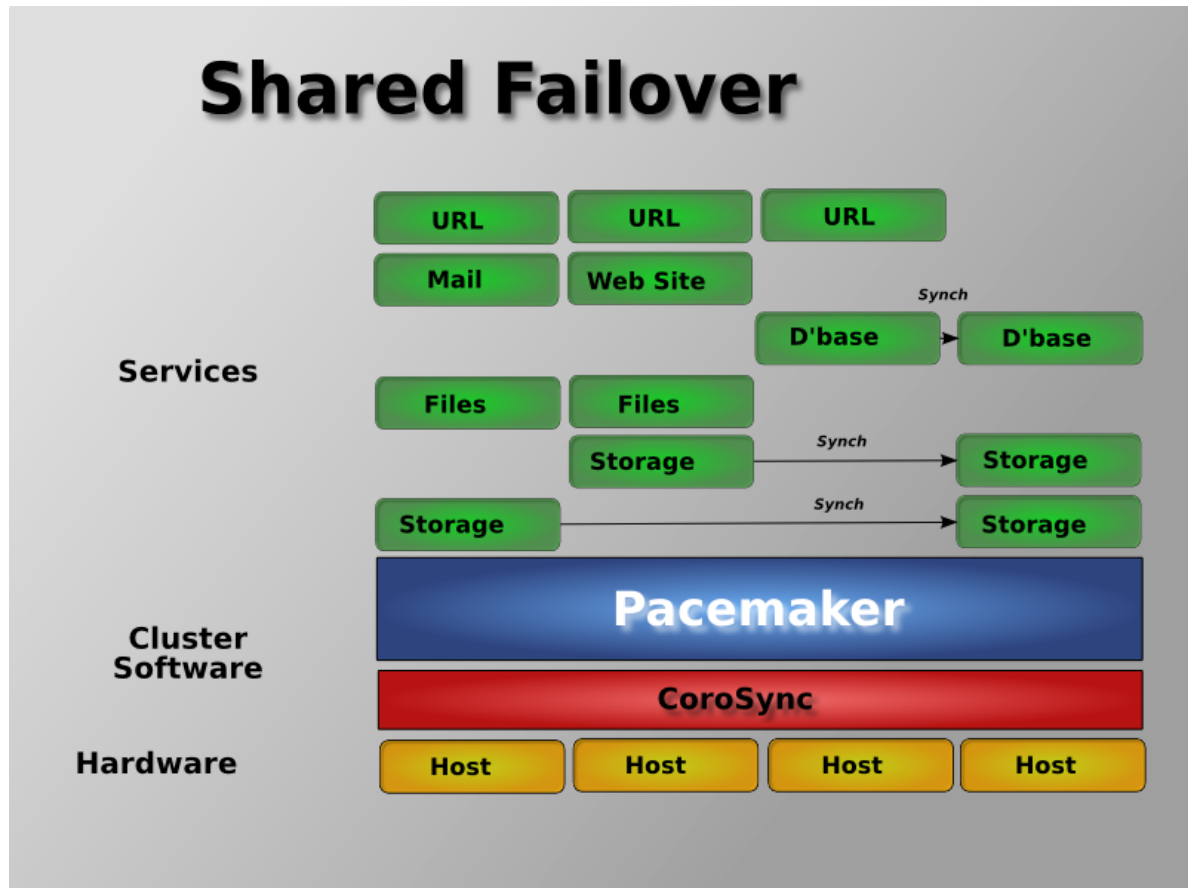 Shared Failover
URL URL URL
Mail Web Site
Synch
D'base D'base
Services
Files Files
Synch
Storage Storage
Synch
Storage Storage
Pacemaker
Cluster
Software
CoroSync
Hardware
Host Host Host Host